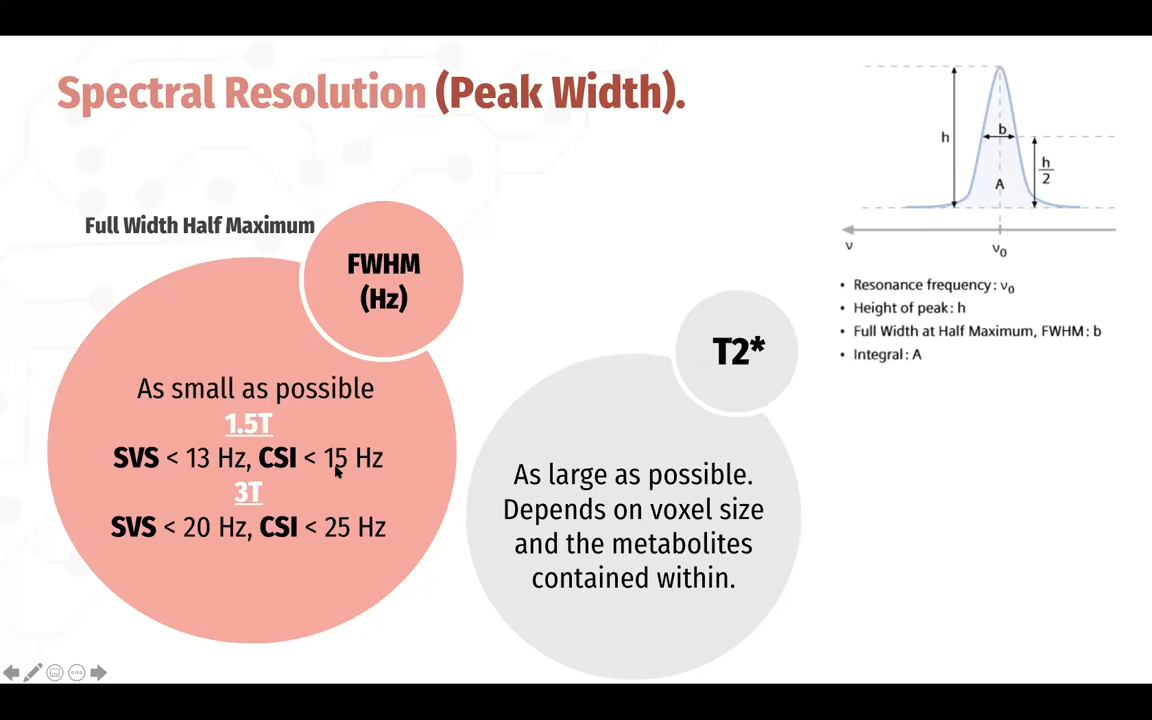 Spectral Resolution (Peak Width).
Full Width Half Maximum
FWHM
(Hz)
As small as possible
1.5T
SVS < 13 Hz, CSI < 15 Hz
3T
SVS < 20 Hz, CSI < 25 Hz
T2*
As large as possible.
Depends on voxel size
and the metabolites
contained within.
h
b
h
2
A
ν
ν0
• Resonance frequency: ν0
• Height of peak: h
• Full Width at Half Maximum, FWHM: b
• Integral: A